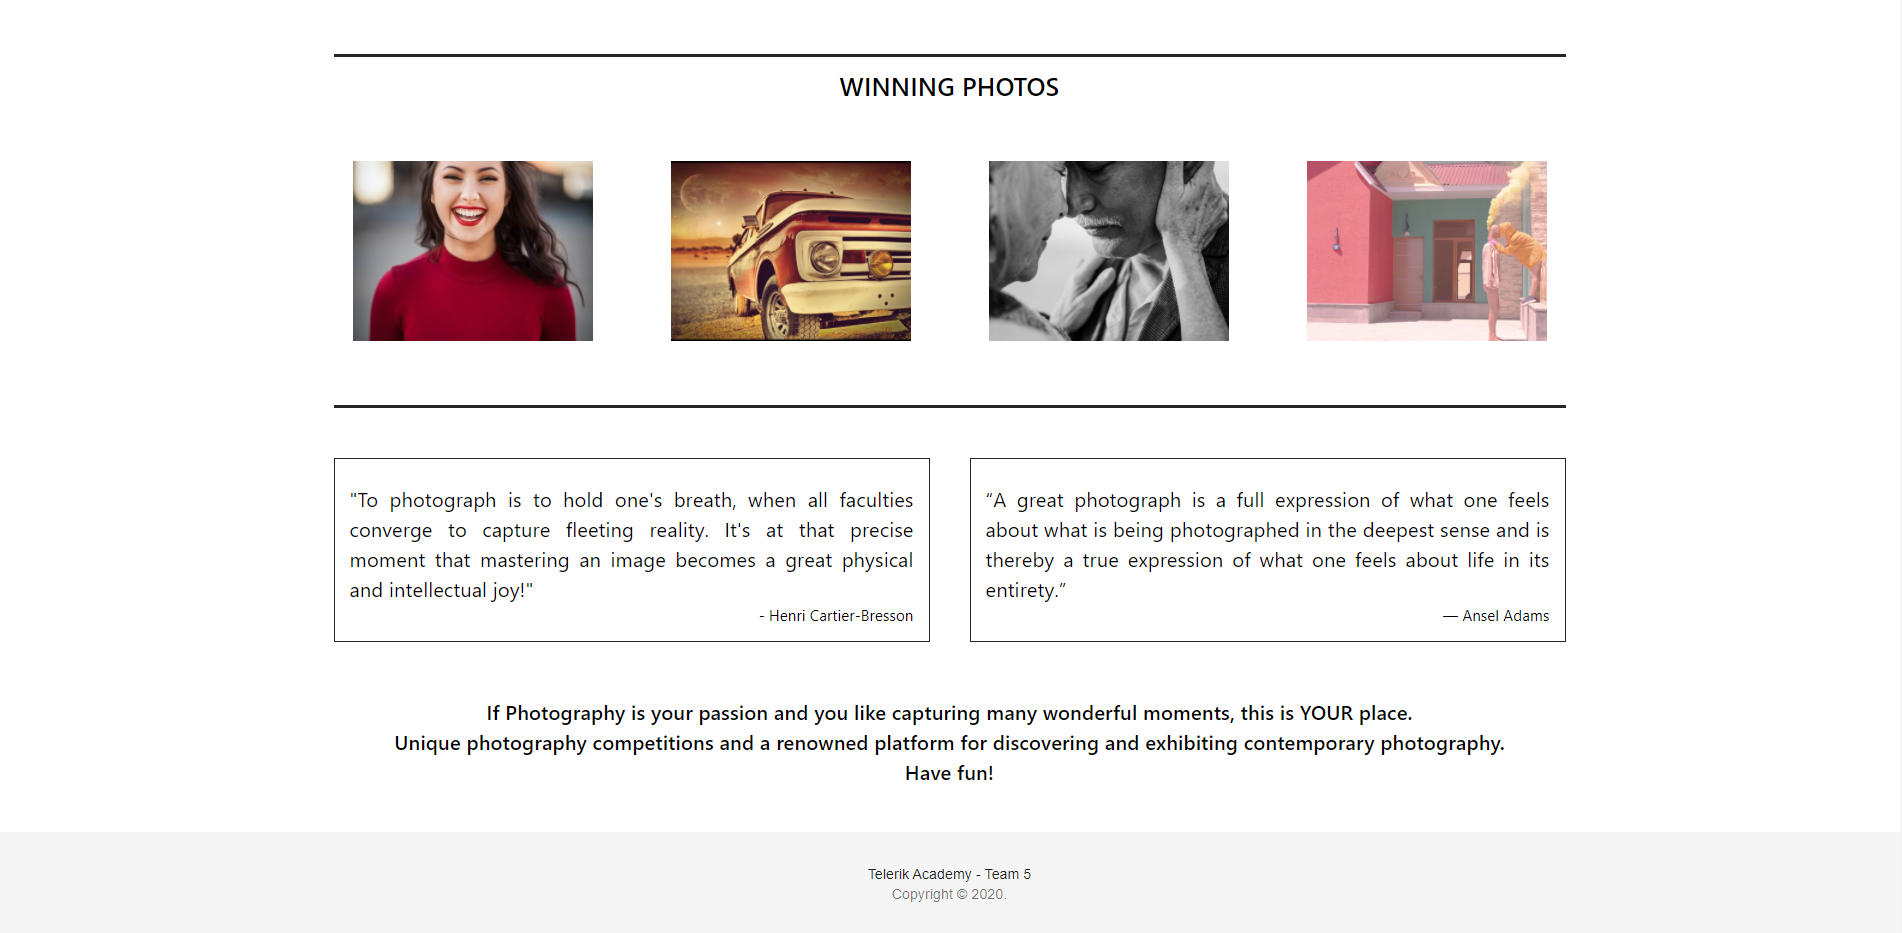 WINNING PHOTOS
"To photograph is to hold one's breath, when all faculties
converge to capture fleeting reality. It's at that precise
moment that mastering an image becomes a great physical
and intellectual joy!"
- Henri Cartier-Bresson
“A great photograph is a full expression of what one feels
about what is being photographed in the deepest sense and is
thereby a true expression of what one feels about life in its
entirety.”
— Ansel Adams
If Photography is your passion and you like capturing many wonderful moments, this is YOUR place.
Unique photography competitions and a renowned platform for discovering and exhibiting contemporary photography.
Have fun!
Telerik Academy - Team 5
Copyright © 2020.